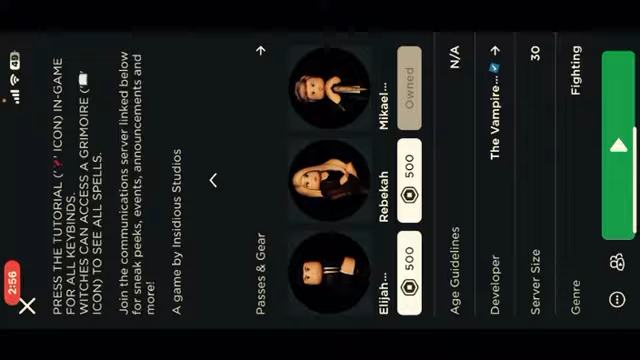 2:56
49
PRESS THE TUTORIAL ('❓' ICON) IN-GAME
FOR ALL KEYBINDS.
WITCHES CAN ACCESS A GRIMOIRE ('
ICON) TO SEE ALL SPELLS.
Join the communications server linked below
for sneak peeks, events, announcements and
more!
A game by Insidious Studios
Passes & Gear
Elijah...
500
Rebekah
500
Mikael...
Owned
Age Guidelines
N/A
Developer
The Vampire...
Server Size
30
Genre
Fighting